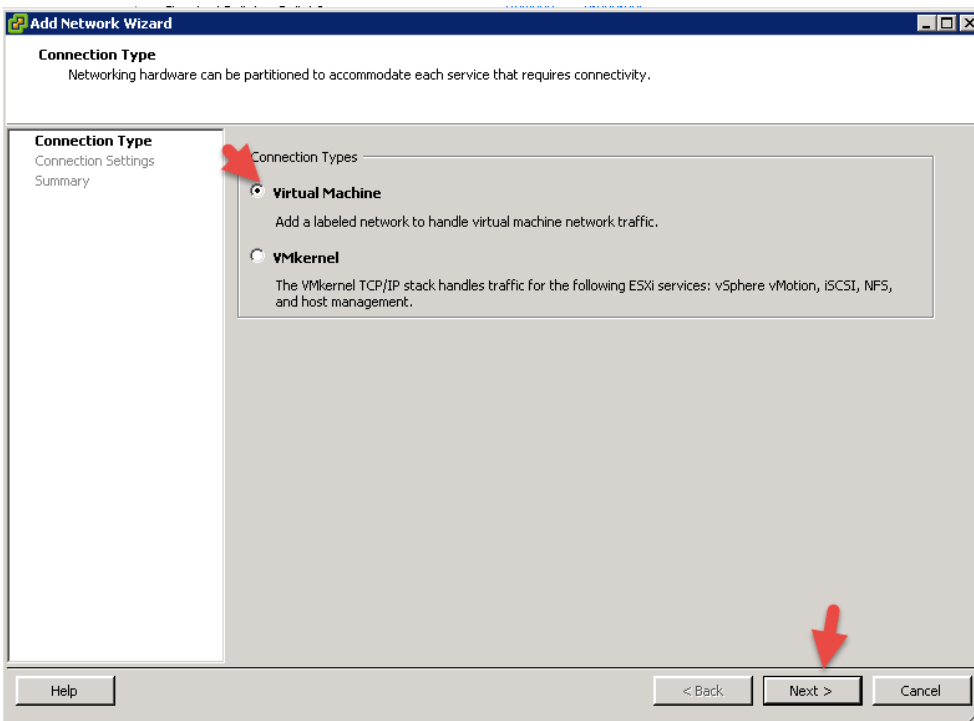 Add Network Wizard
Connection Type
Networking hardware can be partitioned to accommodate each service that requires connectivity.
Connection Type
Connection Settings
Summary
Connection Types
Virtual Machine
Add a labeled network to handle virtual machine network traffic.
VMkernel
The VMkernel TCP/IP stack handles traffic for the following ESXi services: vSphere vMotion, iSCSI, NFS,
and host management.
Help
< Back
Next >
Cancel